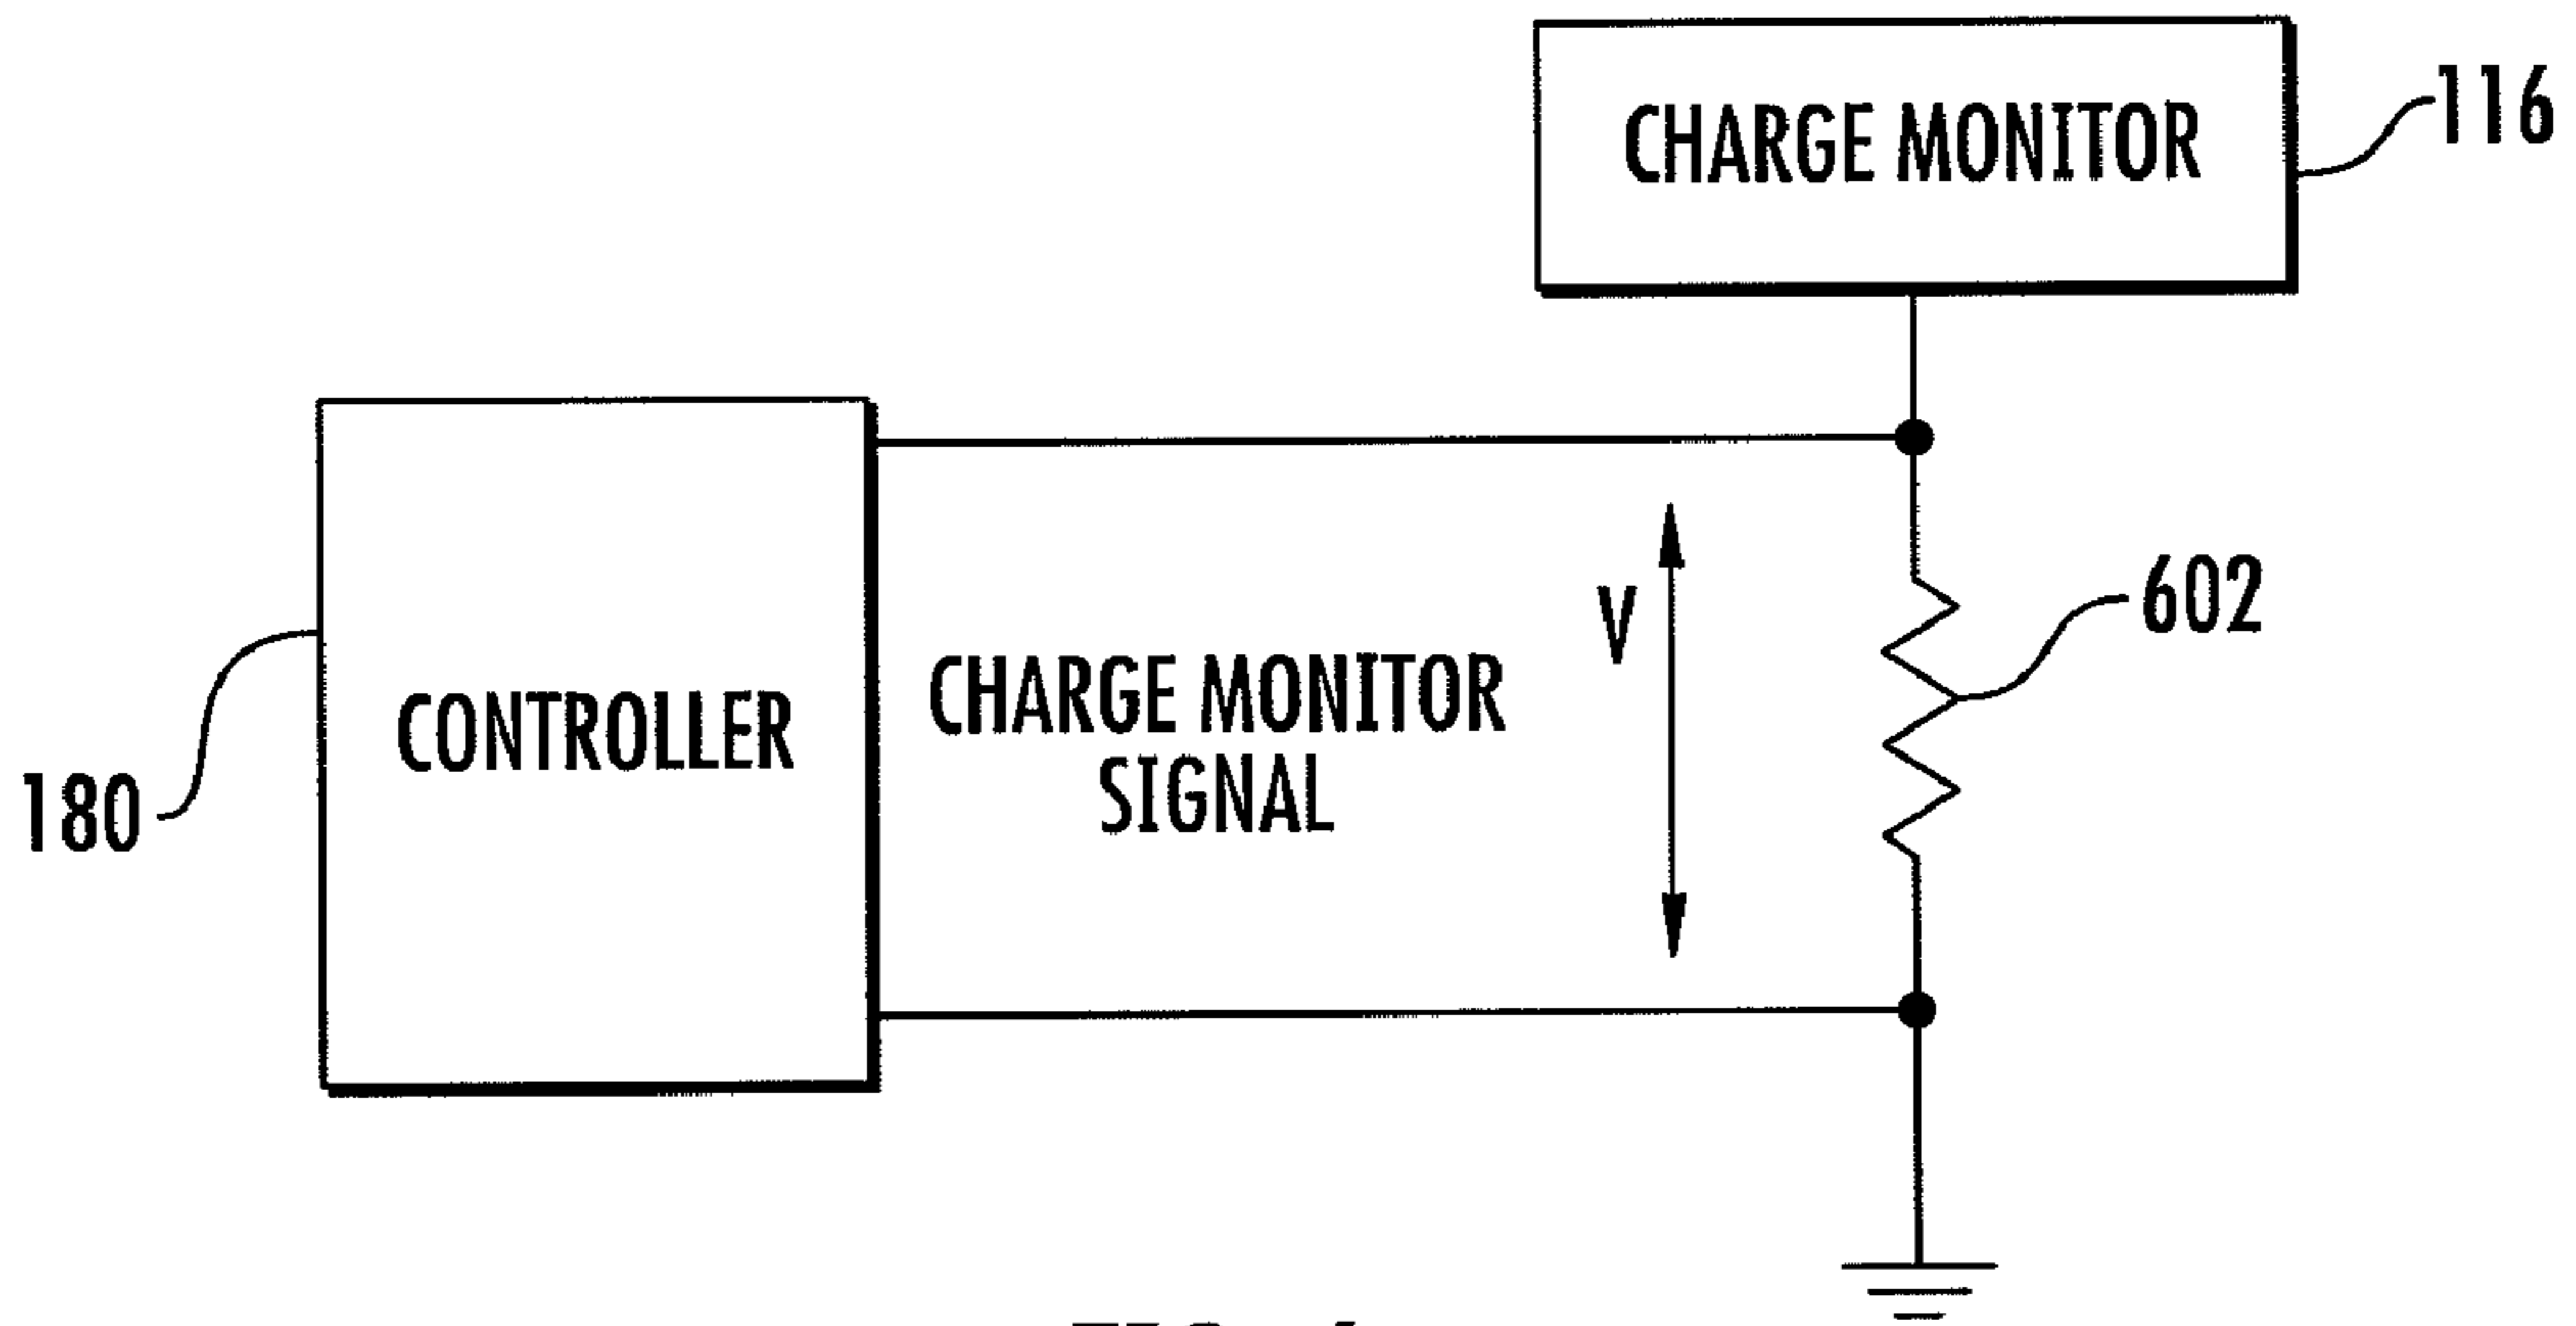 CHARGE MONITOR
116
V
602
CONTROLLER
CHARGE MONITOR
SIGNAL
180